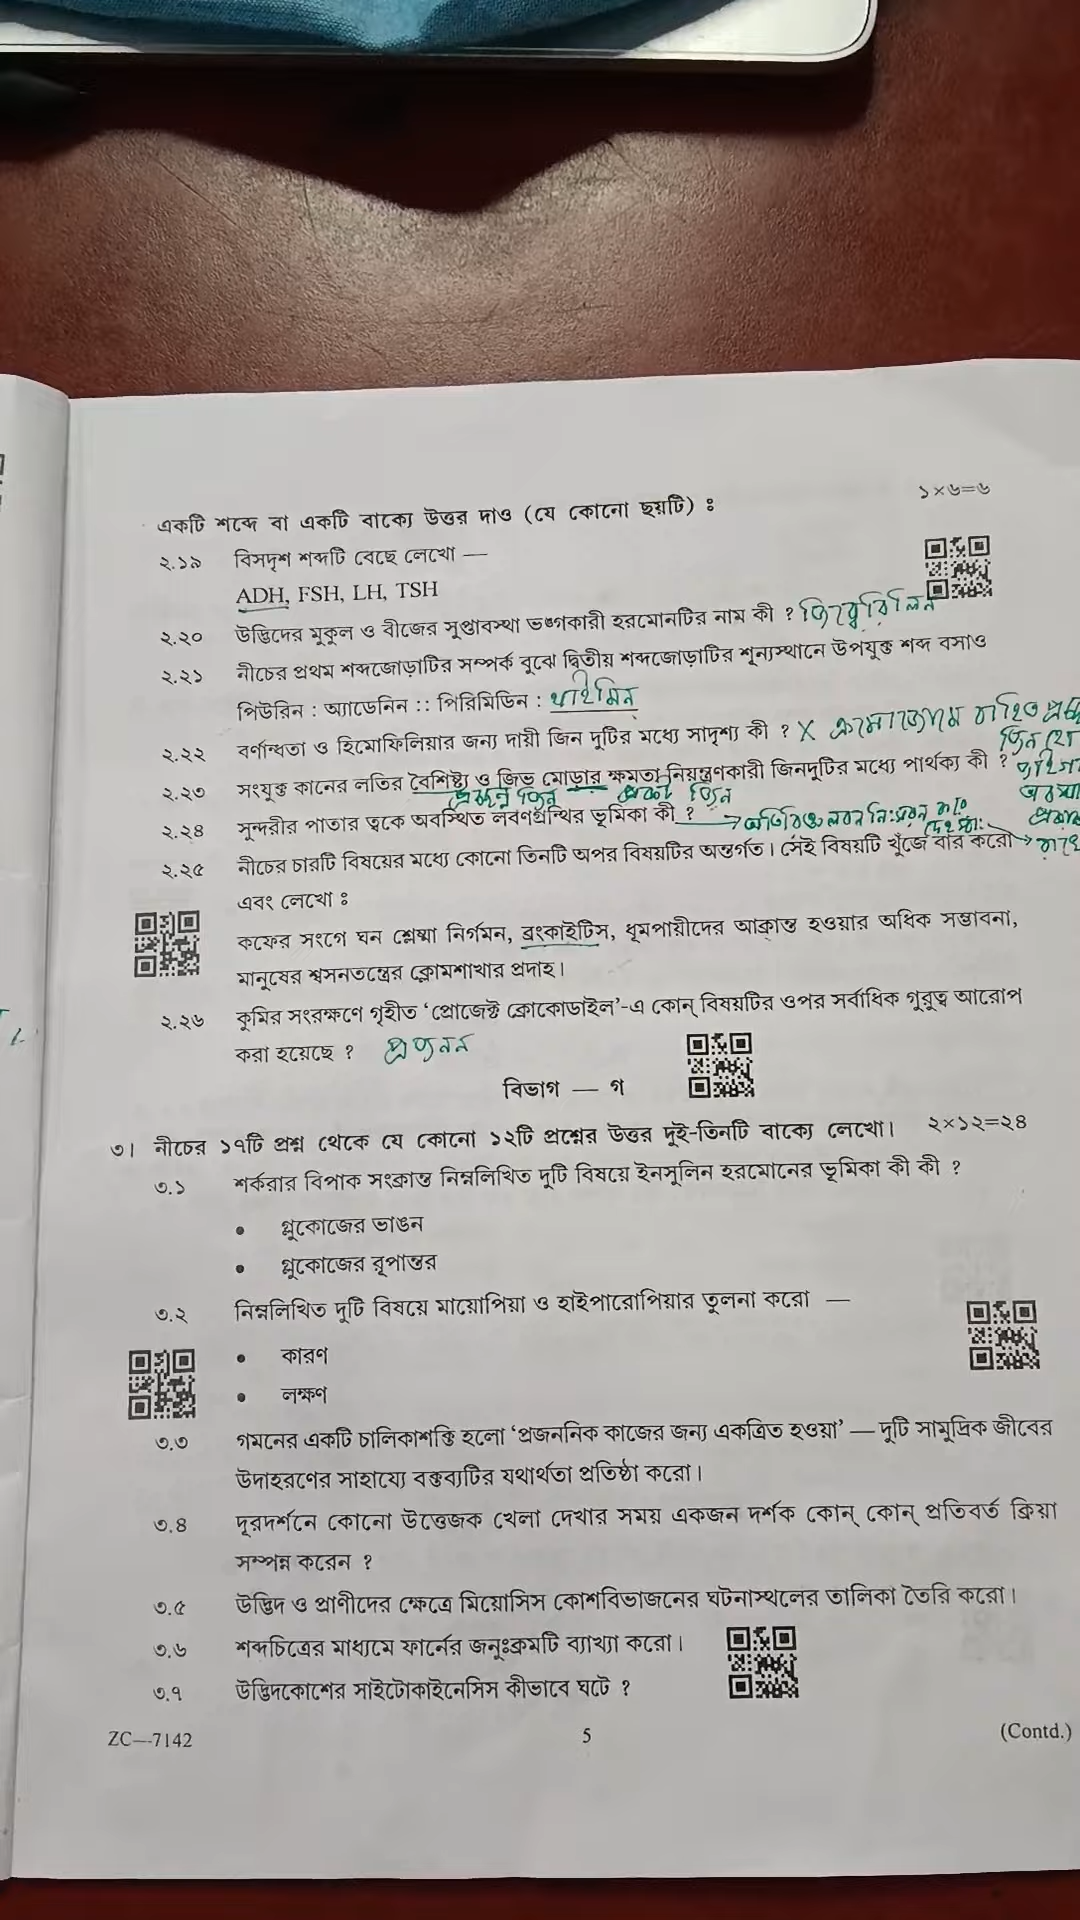 ১×৬=৬
একটি শব্দে বা একটি বাক্যে উত্তর দাও (যে কোনো ছয়টি) :
২.১৯ বিসদৃশ শব্দটি বেছে লেখো —
ADH, FSH, LH, TSH
২.২০ উদ্ভিদের মুকুল ও বীজের সুপ্তাবস্থা ভঙ্গকারী হরমোনটির নাম কী ? জিব্বেরিলিন
২.২১ নীচের প্রথম শব্দজোড়াটির সম্পর্ক বুঝে দ্বিতীয় শব্দজোড়াটির শূন্যস্থানে উপযুক্ত শব্দ বসাও
পিউরিন : অ্যাডেনিন :: পিরিমিডিন : থাইমিন
২.২২ বর্ণান্ধতা ও হিমোফিলিয়ার জন্য দায়ী জিন দুটির মধ্যে সাদৃশ্য কী ? X ক্রোমোজোমে বাহিত
২.২৩ সংযুক্ত কানের লতির বৈশিষ্ট্য ও জিভ মোড়ার ক্ষমতা নিয়ন্ত্রণকারী জিনদুটির মধ্যে পার্থক্য কী ?
প্রচ্ছন্ন জিন প্রকট জিন
২.২৪ সুন্দরীর পাতার ত্বকে অবস্থিত লবণগ্রন্থির ভূমিকা কী ? → অতিরিক্ত লবন নিঃসরন করে
২.২৫ নীচের চারটি বিষয়ের মধ্যে কোনো তিনটি অপর বিষয়টির অন্তর্গত। সেই বিষয়টি খুঁজে বার করো
এবং লেখো :
কফের সংগে ঘন শ্লেষ্মা নির্গমন, ব্রংকাইটিস, ধূমপায়ীদের আক্রান্ত হওয়ার অধিক সম্ভাবনা,
মানুষের শ্বসনতন্ত্রের ক্লোমশাখার প্রদাহ।
২.২৬ কুমির সংরক্ষণে গৃহীত ‘প্রোজেক্ট ক্রোকোডাইল’-এ কোন্ বিষয়টির ওপর সর্বাধিক গুরুত্ব আরোপ
করা হয়েছে ? প্রজনন
বিভাগ — গ
৩। নীচের ১৭টি প্রশ্ন থেকে যে কোনো ১২টি প্রশ্নের উত্তর দুই-তিনটি বাক্যে লেখো। ২×১২=২৪
৩.১ শর্করার বিপাক সংক্রান্ত নিম্নলিখিত দুটি বিষয়ে ইনসুলিন হরমোনের ভূমিকা কী কী ?
• গ্লুকোজের ভাঙন
• গ্লুকোজের রূপান্তর
৩.২ নিম্নলিখিত দুটি বিষয়ে মায়োপিয়া ও হাইপারোপিয়ার তুলনা করো —
• কারণ
• লক্ষণ
৩.৩ গমনের একটি চালিকাশক্তি হলো ‘প্রজননিক কাজের জন্য একত্রিত হওয়া’ — দুটি সামুদ্রিক জীবের
উদাহরণের সাহায্যে বক্তব্যটির যথার্থতা প্রতিষ্ঠা করো।
৩.৪ দূরদর্শনে কোনো উত্তেজক খেলা দেখার সময় একজন দর্শক কোন্ কোন্ প্রতিবর্ত ক্রিয়া
সম্পন্ন করেন ?
৩.৫ উদ্ভিদ ও প্রাণীদের ক্ষেত্রে মিয়োসিস কোশবিভাজনের ঘটনাস্থলের তালিকা তৈরি করো।
৩.৬ শব্দচিত্রের মাধ্যমে ফার্নের জনুঃক্রমটি ব্যাখ্যা করো।
৩.৭ উদ্ভিদকোশের সাইটোকাইনেসিস কীভাবে ঘটে ?
ZC—7142 5 (Contd.)